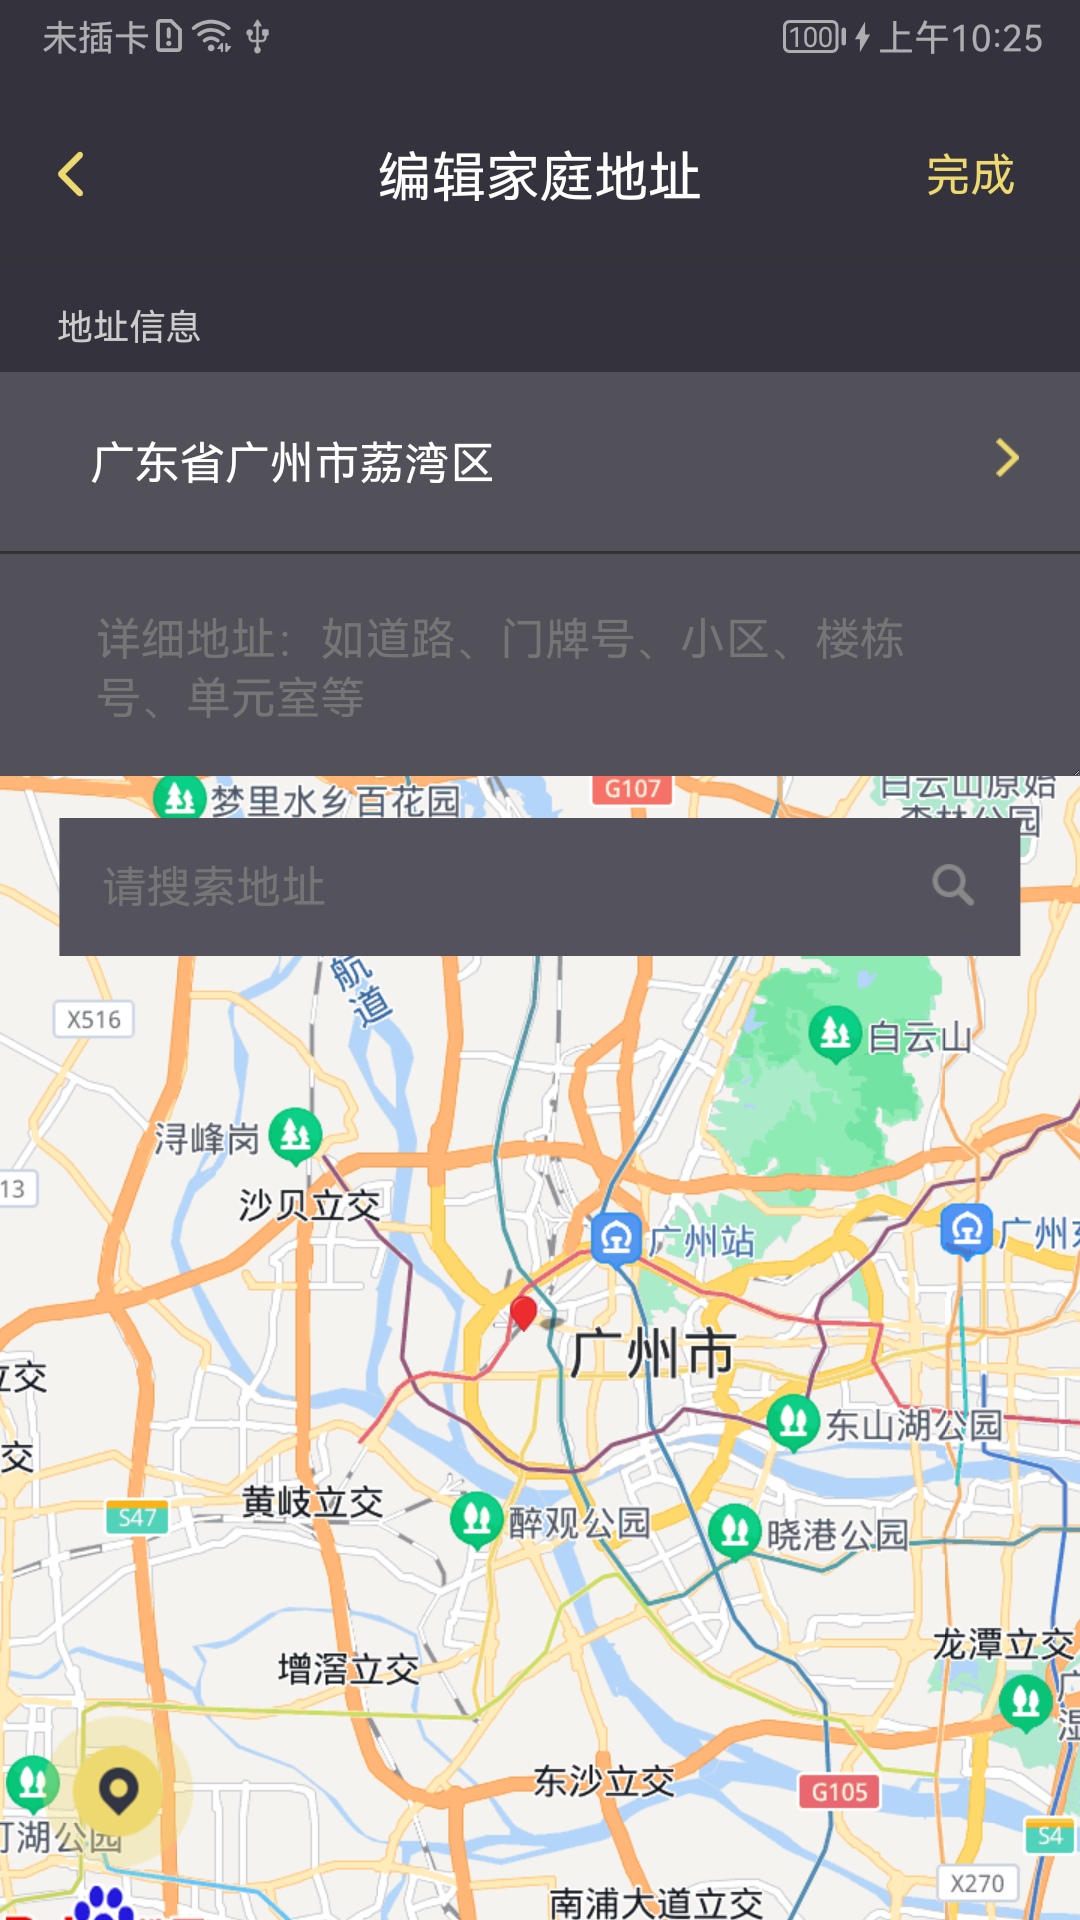 未插卡 100 上午10:25
编辑家庭地址 完成
地址信息
广东省广州市荔湾区
详细地址：如道路、门牌号、小区、楼栋
号、单元室等
梦里水乡百花园 G107 白云山原始
森林公园
请搜索地址
航道
X516
白云山
浔峰岗
13
沙贝立交
广州站
广州东
广州市
立交
东山湖公园
交
黄岐立交
S47
醉观公园
晓港公园
龙潭立交
增滘立交
湿
东沙立交
G105
湖公园
S4
X270
南浦大道立交